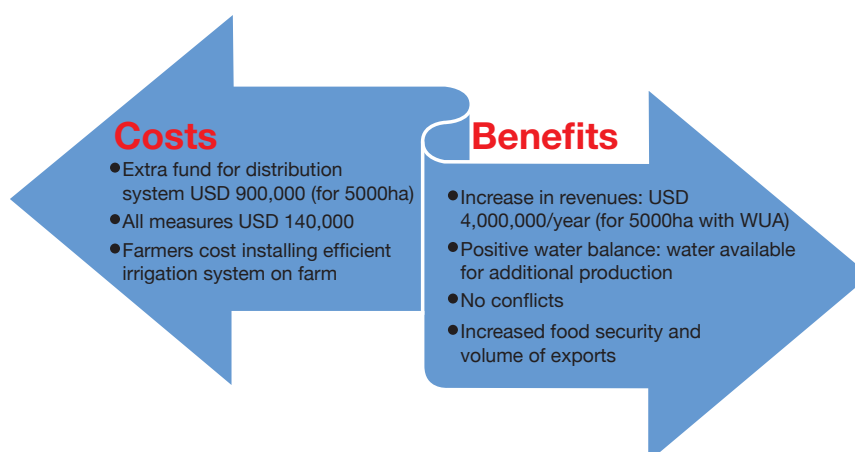 Costs
●Extra fund for distribution
system USD 900,000 (for 5000ha)
●All measures USD 140,000
●Farmers cost installing efficient
irrigation system on farm
Benefits
●Increase in revenues: USD
4,000,000/year (for 5000ha with WUA)
●Positive water balance: water available
for additional production
●No conflicts
●Increased food security and
volume of exports